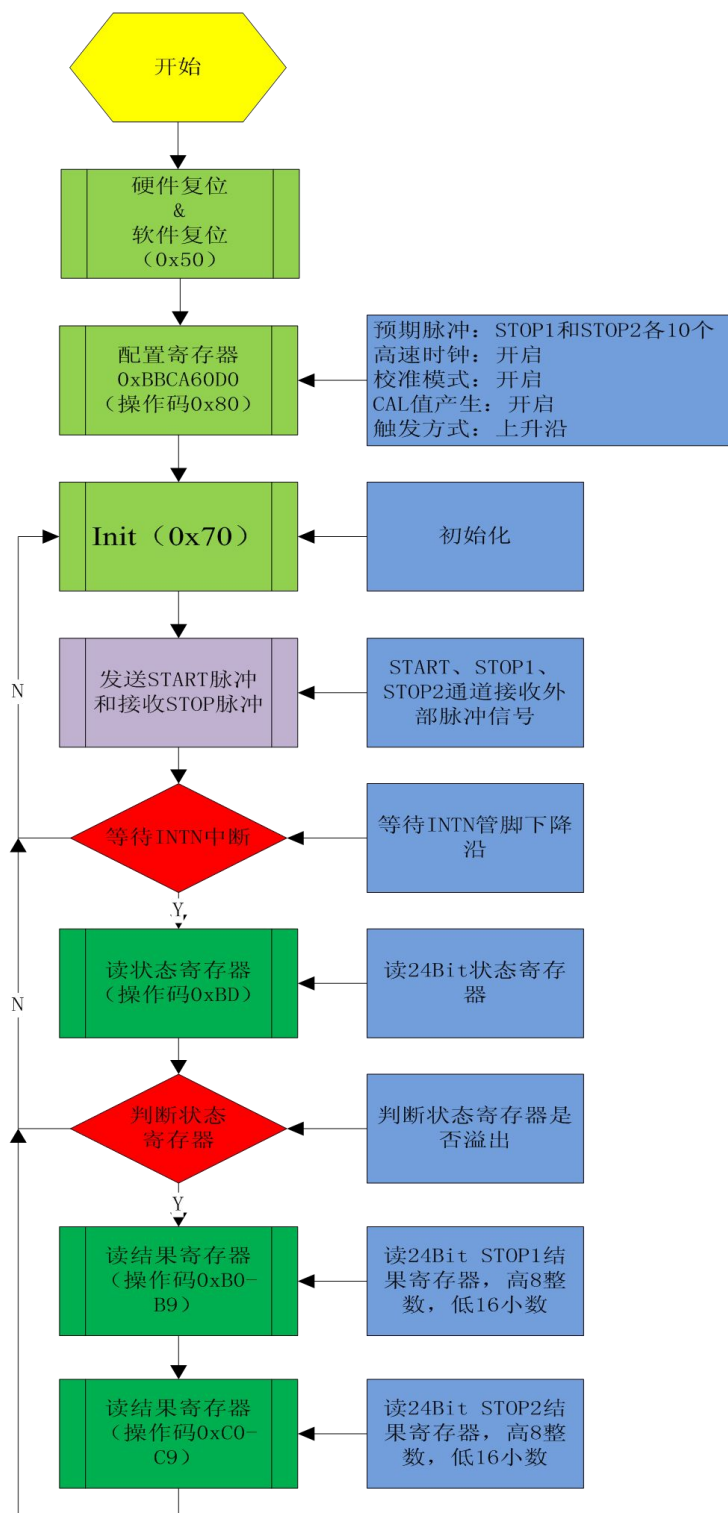 开始
硬件复位
&
软件复位
（0x50）
配置寄存器
0xBBCA60D0
（操作码0x80）
预期脉冲：STOP1和STOP2各10个
高速时钟：开启
校准模式：开启
CAL值产生：开启
触发方式：上升沿
Init（0x70）
初始化
发送START脉冲
和接收STOP脉冲
START、STOP1、
STOP2通道接收外
部脉冲信号
N
等待INTN中断
等待INTN管脚下降
沿
Y
读状态寄存器
（操作码0xBD）
读24Bit状态寄存
器
N
判断状态
寄存器
判断状态寄存器是
否溢出
Y
读结果寄存器
（操作码0xB0-
B9）
读24Bit STOP1结
果寄存器，高8整
数，低16小数
读结果寄存器
（操作码0xC0-
C9）
读24Bit STOP2结
果寄存器，高8整
数，低16小数